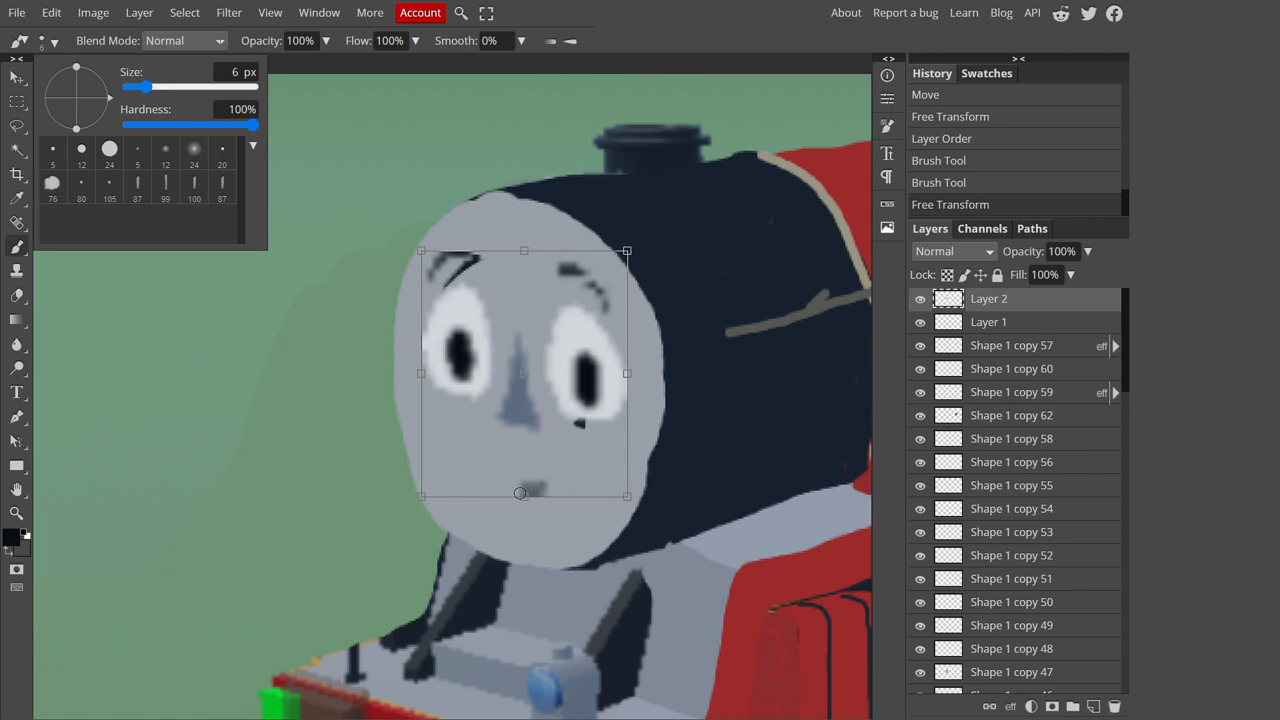 File Edit Image Layer Select Filter View Window More Account About Report a bug Learn Blog API
6 Blend Mode: Normal Opacity: 100% Flow: 100% Smooth: 0%
Size: 6 px
Hardness: 100%
5 12 24 5 12 24 20
76 80 105 87 99 100 87
History Swatches
Move
Free Transform
Layer Order
Brush Tool
Brush Tool
Free Transform
Layers Channels Paths
Normal Opacity: 100%
Lock: Fill: 100%
Layer 2
Layer 1
Shape 1 copy 57 eff
Shape 1 copy 60
Shape 1 copy 59 eff
Shape 1 copy 62
Shape 1 copy 58
Shape 1 copy 56
Shape 1 copy 55
Shape 1 copy 54
Shape 1 copy 53
Shape 1 copy 52
Shape 1 copy 51
Shape 1 copy 50
Shape 1 copy 49
Shape 1 copy 48
Shape 1 copy 47
eff
CSS